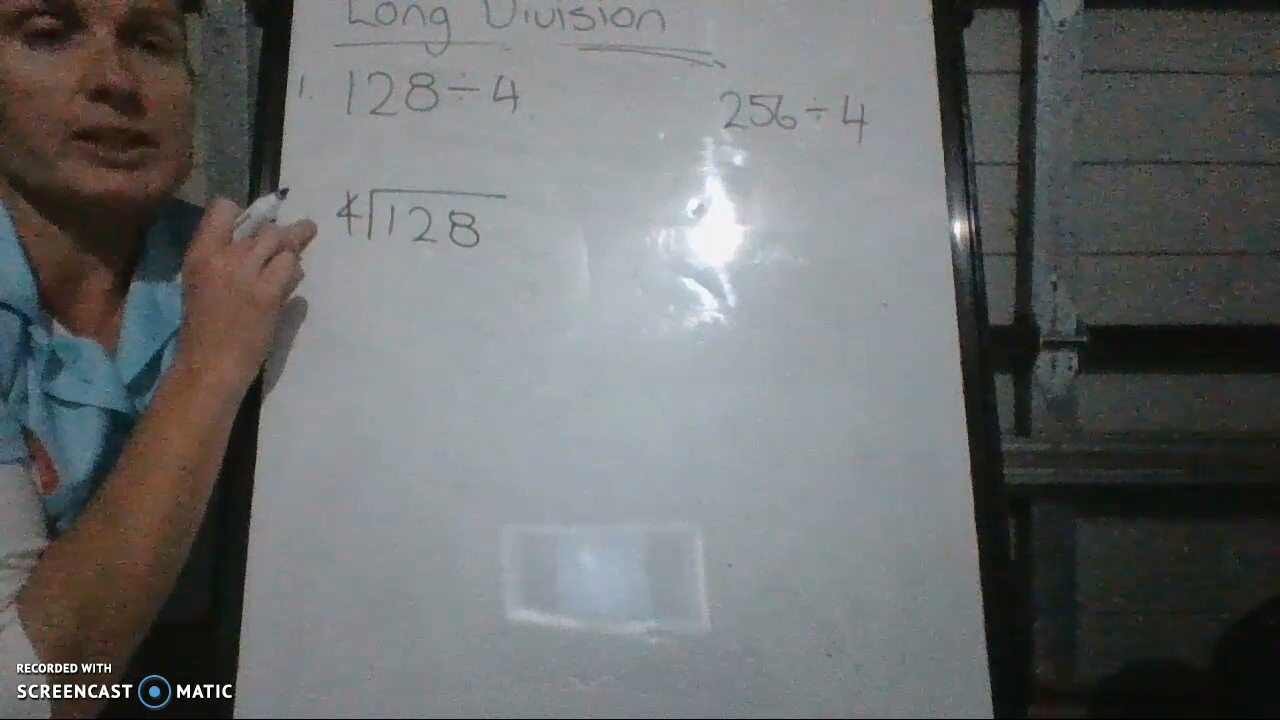 Long Division
1. 128 ÷ 4
256 ÷ 4
4 128
RECORDED WITH
SCREENCAST MATIC